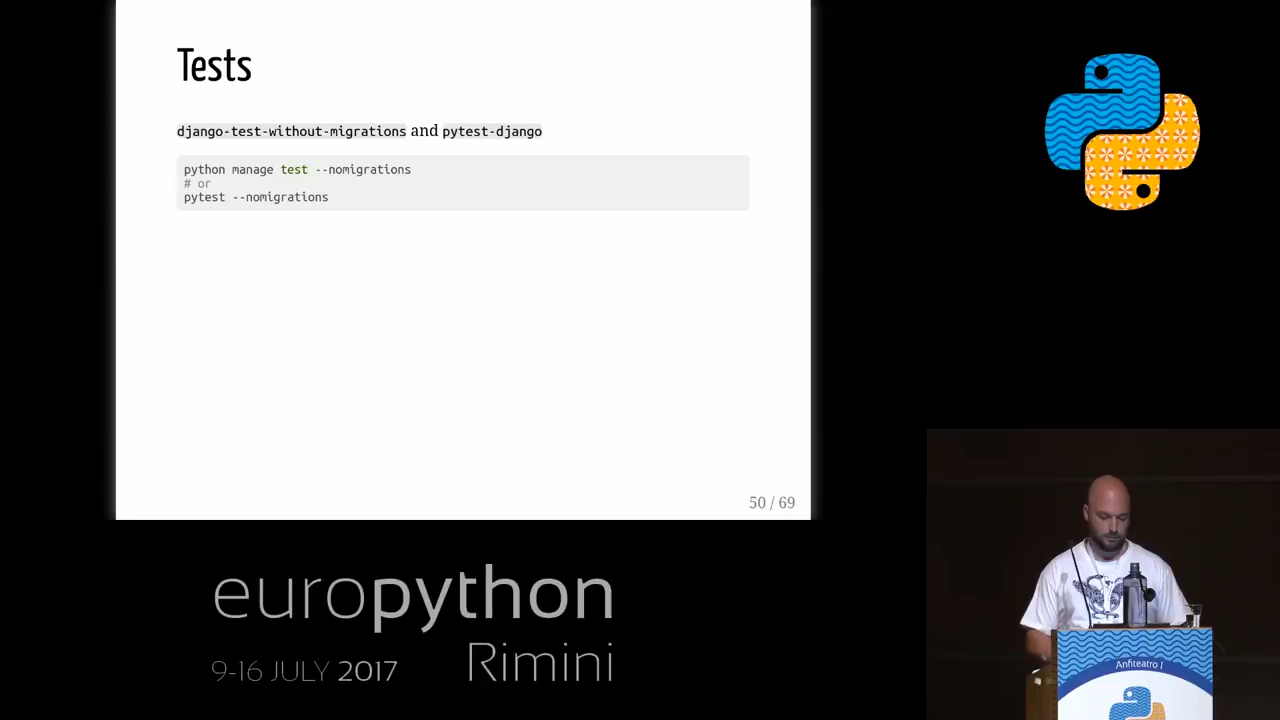 Tests
django-test-without-migrations and pytest-django
python manage test --nomigrations
# or
pytest --nomigrations
50 / 69
europython
9-16 JULY 2017 Rimini
Anfiteatro I